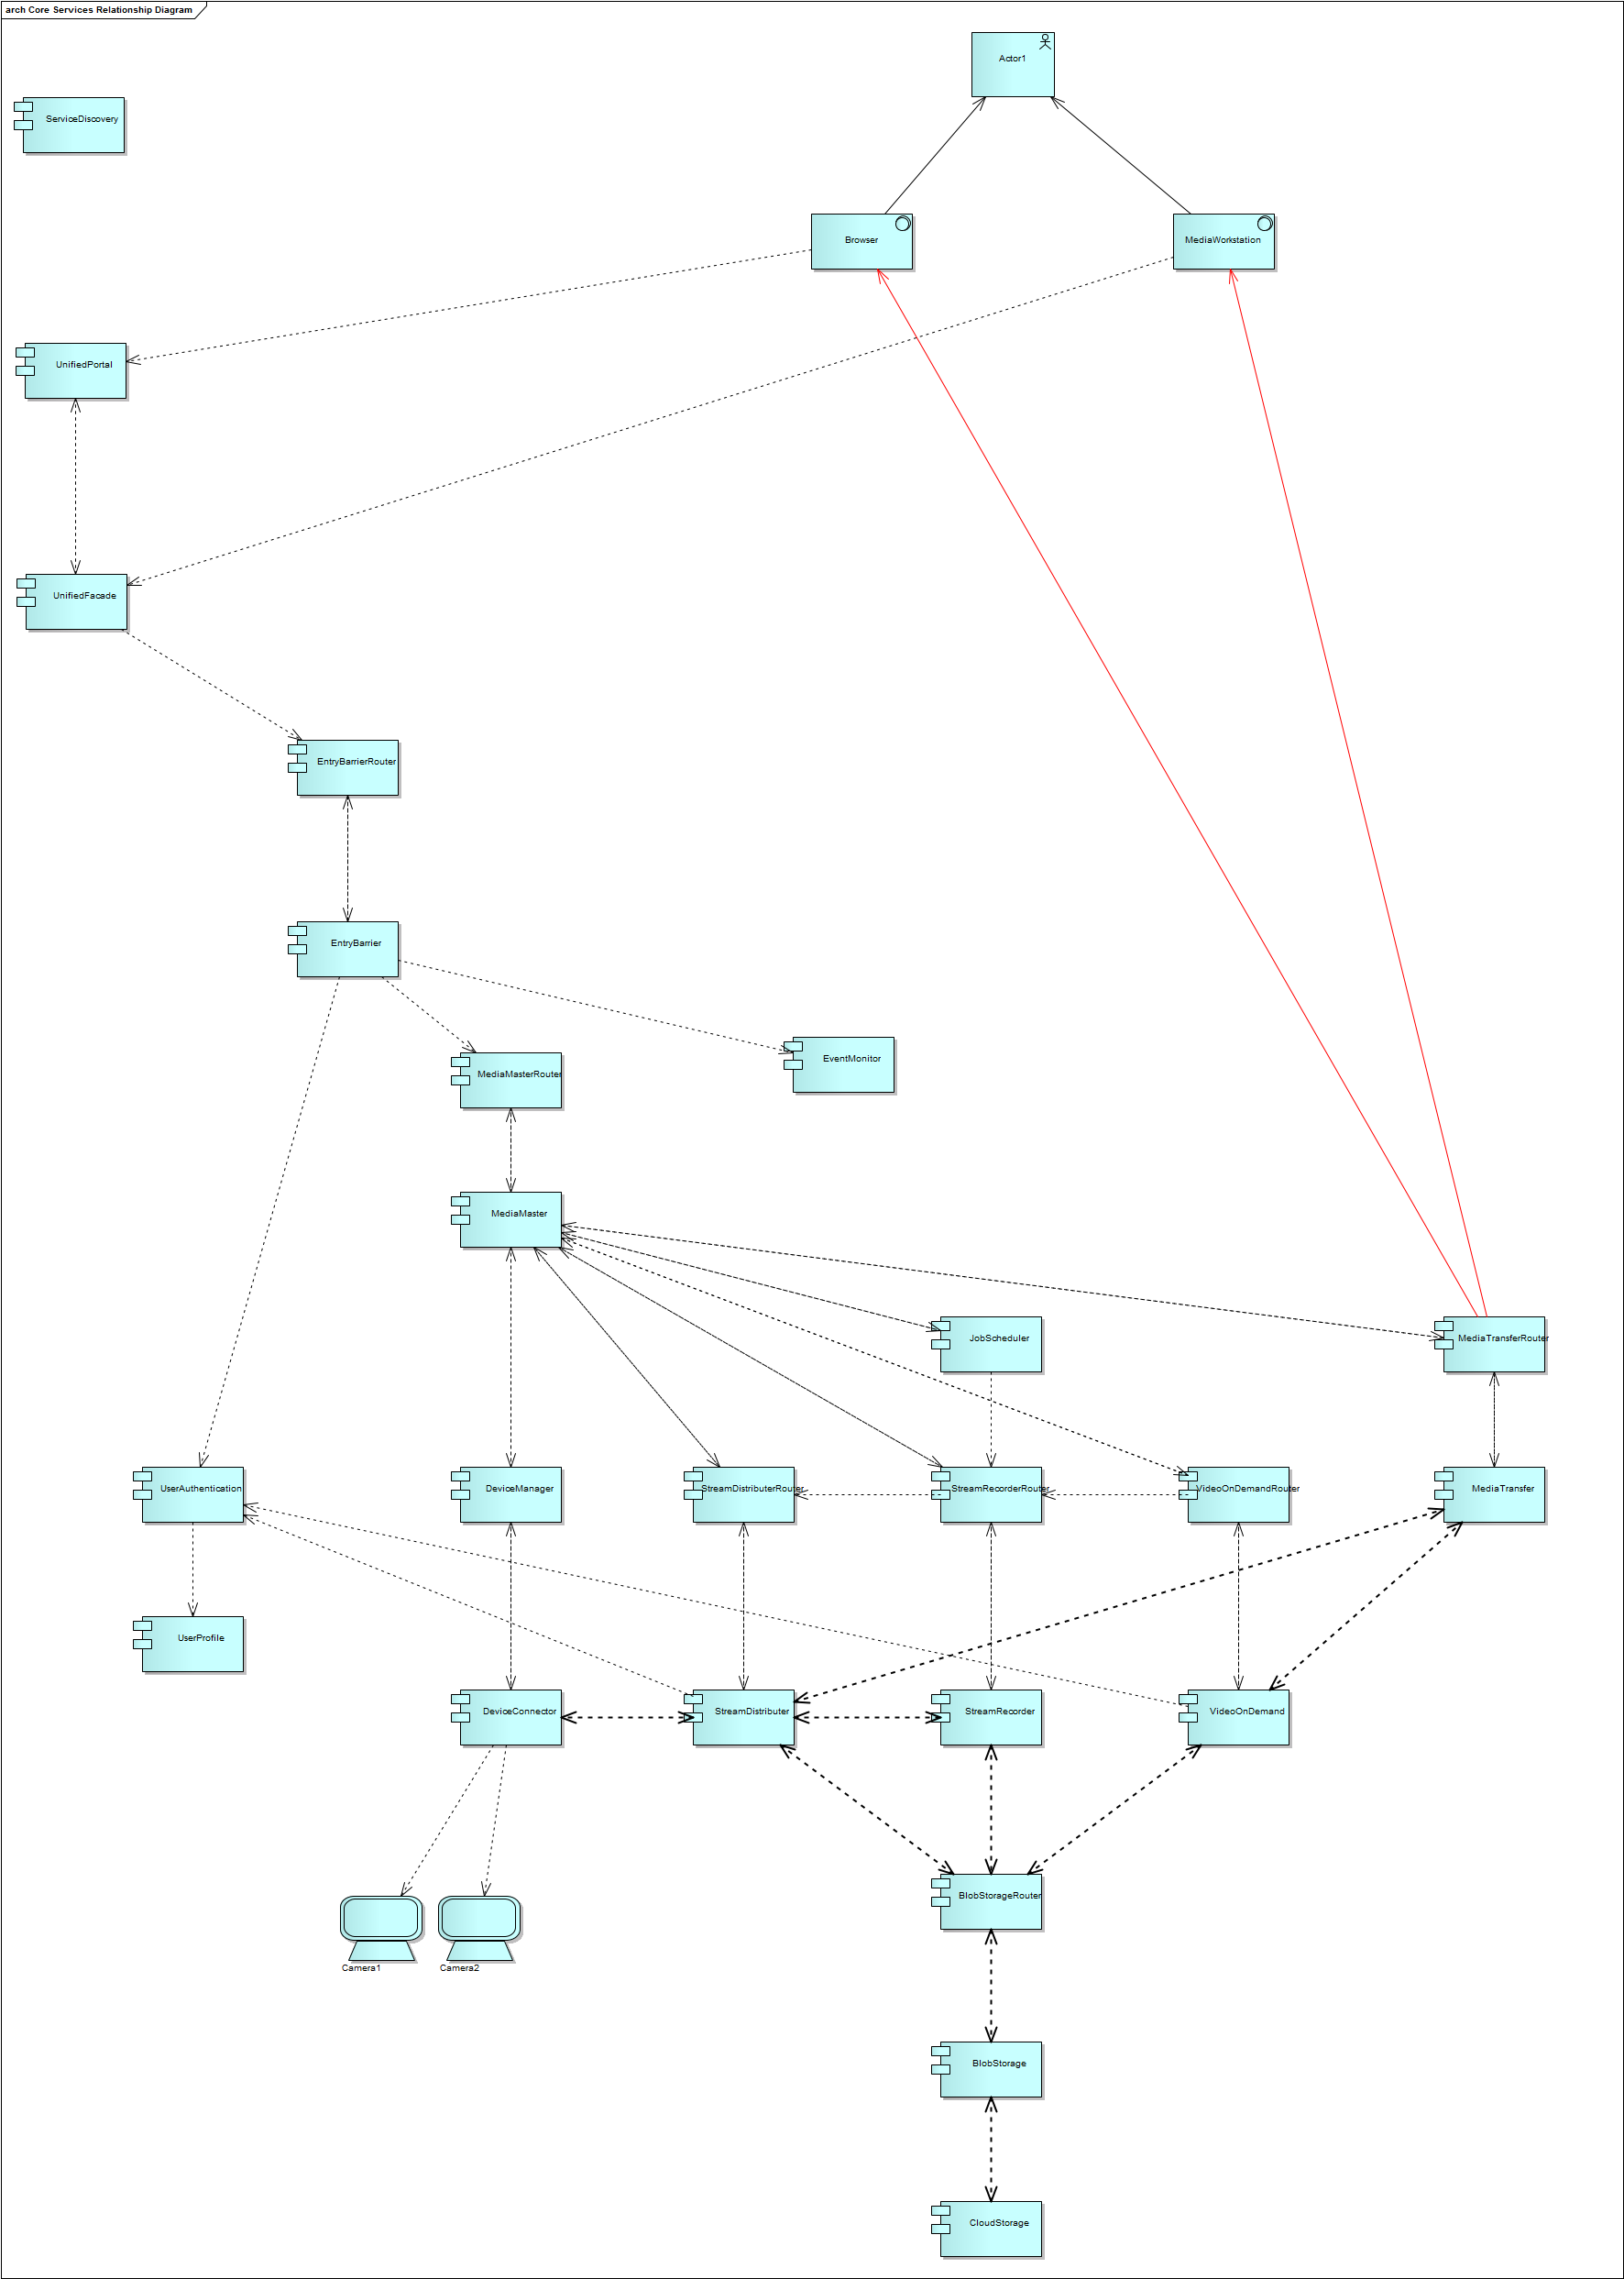 arch Core Services Relationship Diagram
Actor1
ServiceDiscovery
Browser
MediaWorkstation
UnifiedPortal
UnifiedFacade
EntryBarrierRouter
EntryBarrier
EventMonitor
MediaMasterRouter
MediaMaster
JobScheduler
MediaTransferRouter
UserAuthentication
DeviceManager
StreamDistributerRouter
StreamRecorderRouter
VideoOnDemandRouter
MediaTransfer
UserProfile
DeviceConnector
StreamDistributer
StreamRecorder
VideoOnDemand
BlobStorageRouter
Camera1
Camera2
BlobStorage
CloudStorage